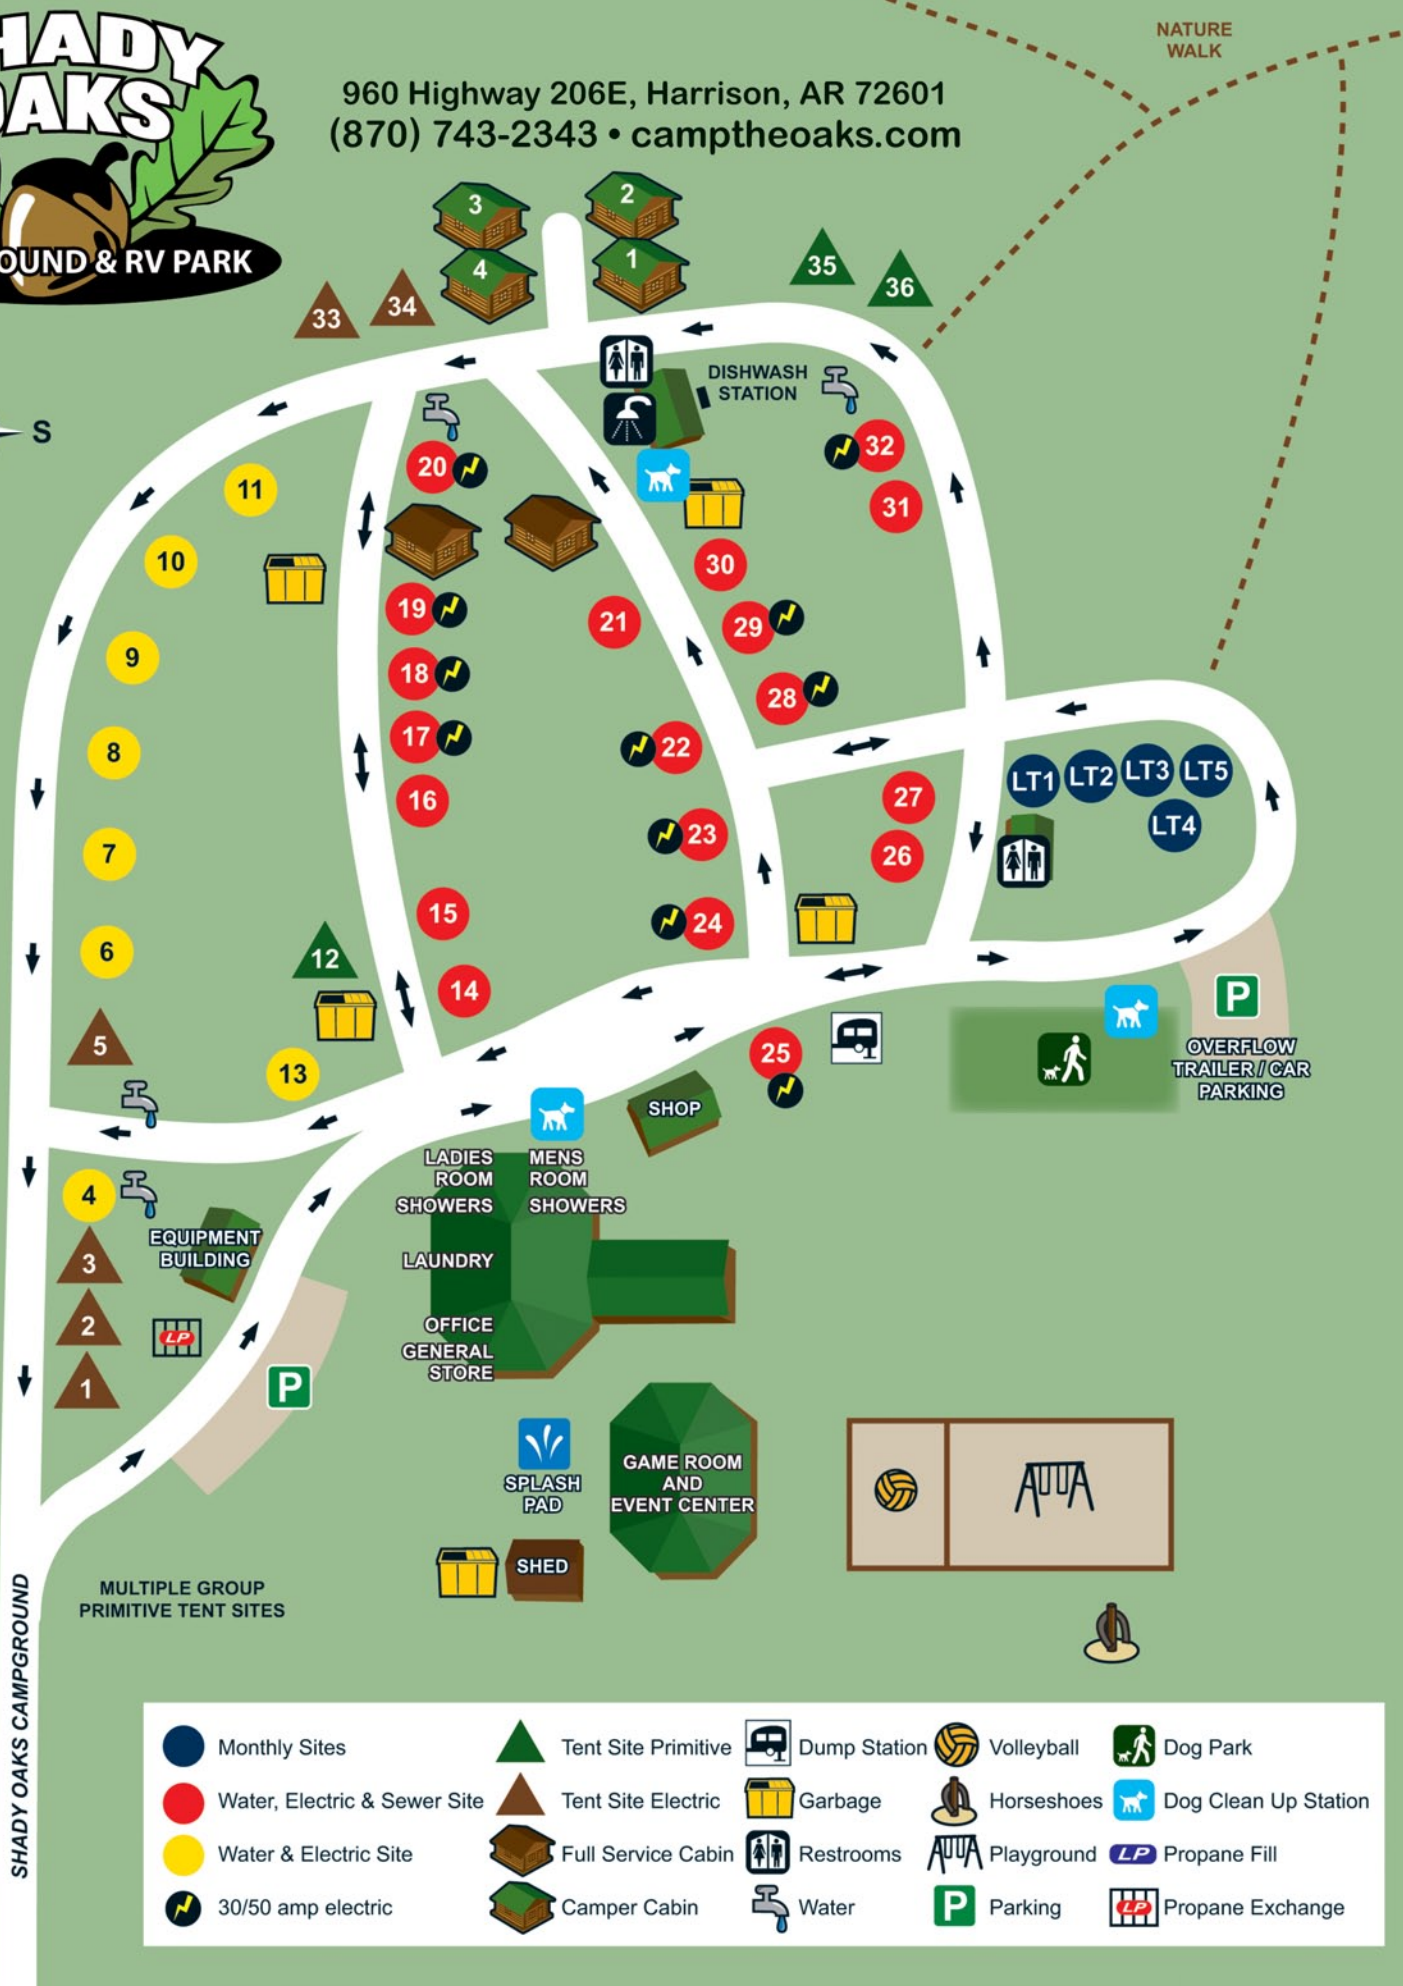 HADY
OAKS
OUND & RV PARK
960 Highway 206E, Harrison, AR 72601
(870) 743-2343 • camptheoaks.com
NATURE
WALK
3
2
4
1
35
36
33
34
DISHWASH
STATION
S
20
32
11
31
10
30
19
21
29
9
18
28
17
22
8
16
27
LT1
LT2
LT3
LT5
LT4
7
23
26
15
24
6
12
14
5
13
25
P
OVERFLOW
TRAILER / CAR
PARKING
SHOP
LADIES
ROOM
SHOWERS
MENS
ROOM
SHOWERS
4
EQUIPMENT
BUILDING
LAUNDRY
3
2
LP
OFFICE
GENERAL
STORE
1
P
SPLASH
PAD
GAME ROOM
AND
EVENT CENTER
SHED
MULTIPLE GROUP
PRIMITIVE TENT SITES
SHADY OAKS CAMPGROUND
Monthly Sites
Water, Electric & Sewer Site
Water & Electric Site
30/50 amp electric
Tent Site Primitive
Tent Site Electric
Full Service Cabin
Camper Cabin
Dump Station
Garbage
Restrooms
Water
Volleyball
Horseshoes
Playground
P Parking
Dog Park
Dog Clean Up Station
LP Propane Fill
LP Propane Exchange